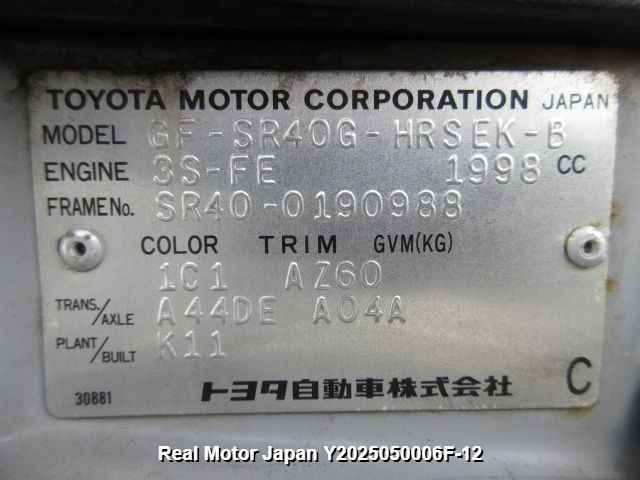 TOYOTA MOTOR CORPORATION JAPAN
MODEL GF-SR40G-HRSEK-B
ENGINE 3S-FE 1998 CC
FRAME No. SR40-0190988
COLOR TRIM GVM(KG)
1C1 AZ60
TRANS./AXLE A44DE A04A
PLANT/BUILT K11
30881 トヨタ自動車株式会社 C
Real Motor Japan Y2025050006F-12